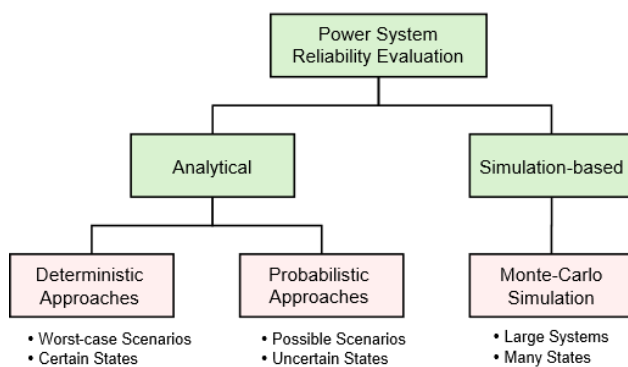 Power System
Reliability Evaluation
Analytical
Simulation-based
Deterministic
Approaches
Probabilistic
Approaches
Monte-Carlo
Simulation
• Worst-case Scenarios
• Certain States
• Possible Scenarios
• Uncertain States
• Large Systems
• Many States